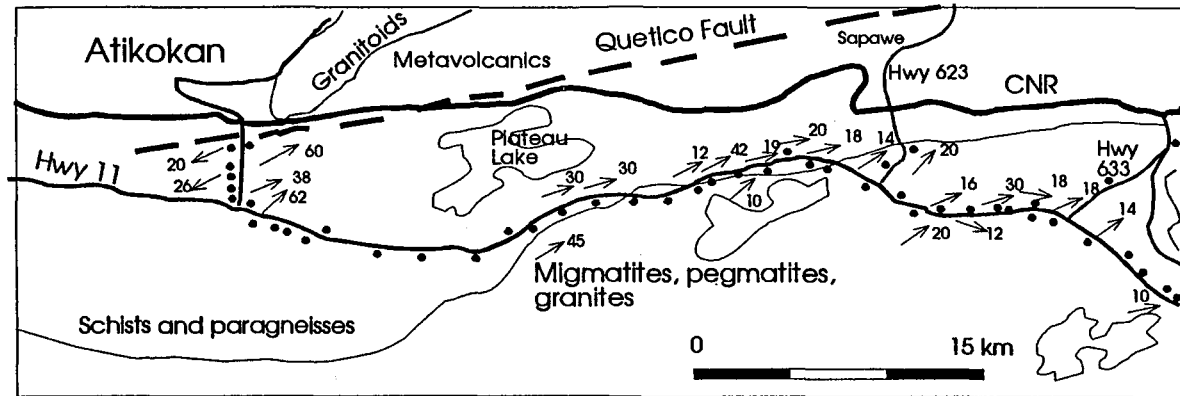 Atikokan
Granitoids
Metavolcanics
Quetico Fault
Sapawe
Hwy 623
CNR
Plateau
Lake
Hwy 11
Hwy
633
20
60
26
38
62
30
30
45
12
42
19
20
18
14
20
10
16
30
18
18
20
12
14
10
Migmatites, pegmatites,
granites
Schists and paragneisses
0
15 km